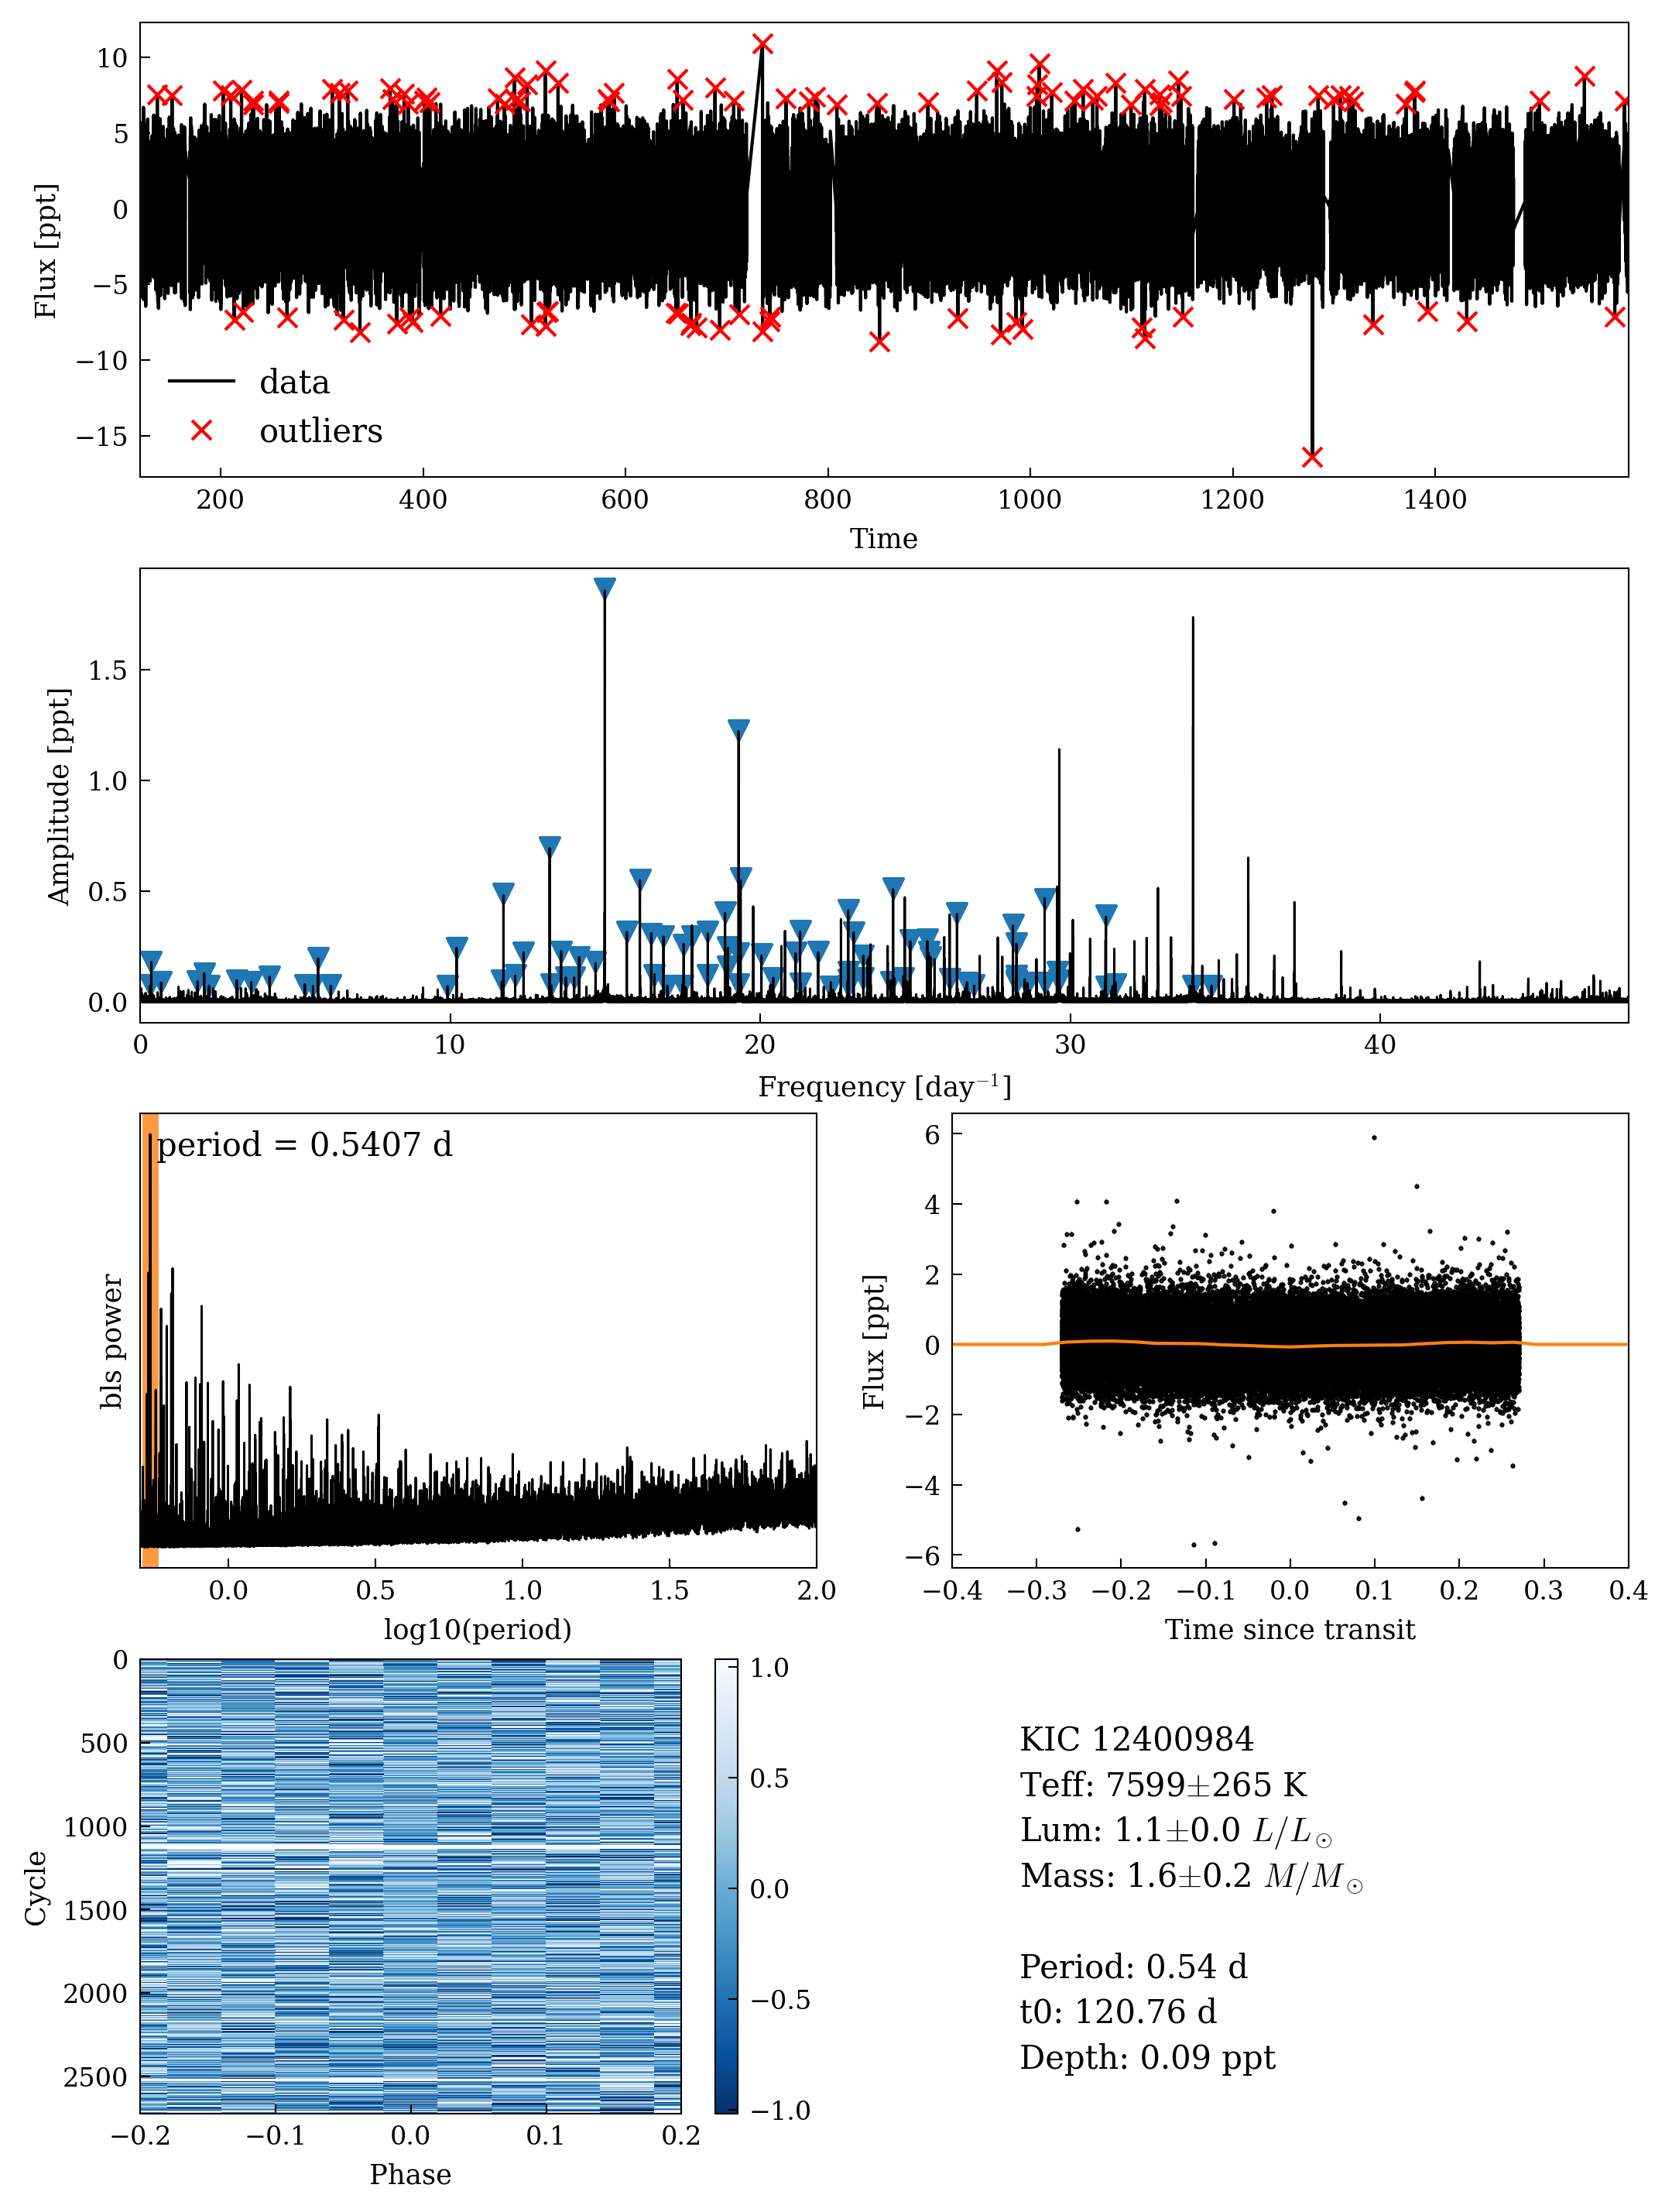 10
5
0
−5
−10
−15
Flux [ppt]
data
outliers
200 400 600 800 1000 1200 1400
Time
1.5
1.0
0.5
0.0
Amplitude [ppt]
0 10 20 30 40
Frequency [day⁻¹]
period = 0.5407 d
bls power
0.0 0.5 1.0 1.5 2.0
log10(period)
6
4
2
0
−2
−4
−6
Flux [ppt]
−0.4 −0.3 −0.2 −0.1 0.0 0.1 0.2 0.3 0.4
Time since transit
0
500
1000
1500
2000
2500
Cycle
−0.2 −0.1 0.0 0.1 0.2
Phase
1.0
0.5
0.0
−0.5
−1.0
KIC 12400984
Teff: 7599±265 K
Lum: 1.1±0.0 L/L☉
Mass: 1.6±0.2 M/M☉
Period: 0.54 d
t0: 120.76 d
Depth: 0.09 ppt